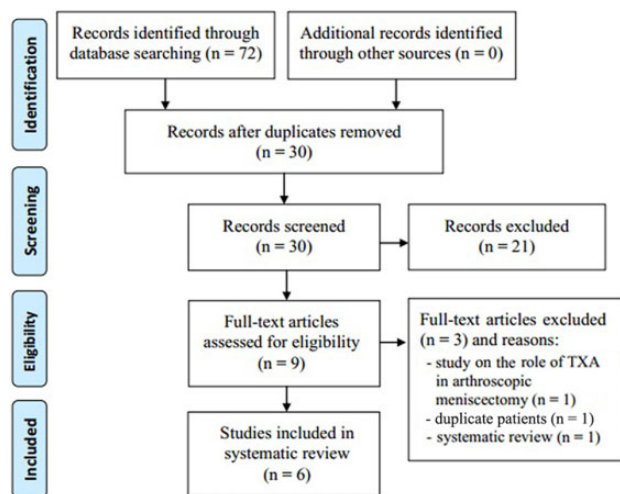 Identification
Records identified through
database searching (n = 72)
Additional records identified
through other sources (n = 0)
Records after duplicates removed
(n = 30)
Screening
Records screened
(n = 30)
Records excluded
(n = 21)
Eligibility
Full-text articles
assessed for eligibility
(n = 9)
Full-text articles excluded
(n = 3) and reasons:
- study on the role of TXA
in arthroscopic
meniscectomy (n = 1)
- duplicate patients (n = 1)
- systematic review (n = 1)
Included
Studies included in
systematic review
(n = 6)